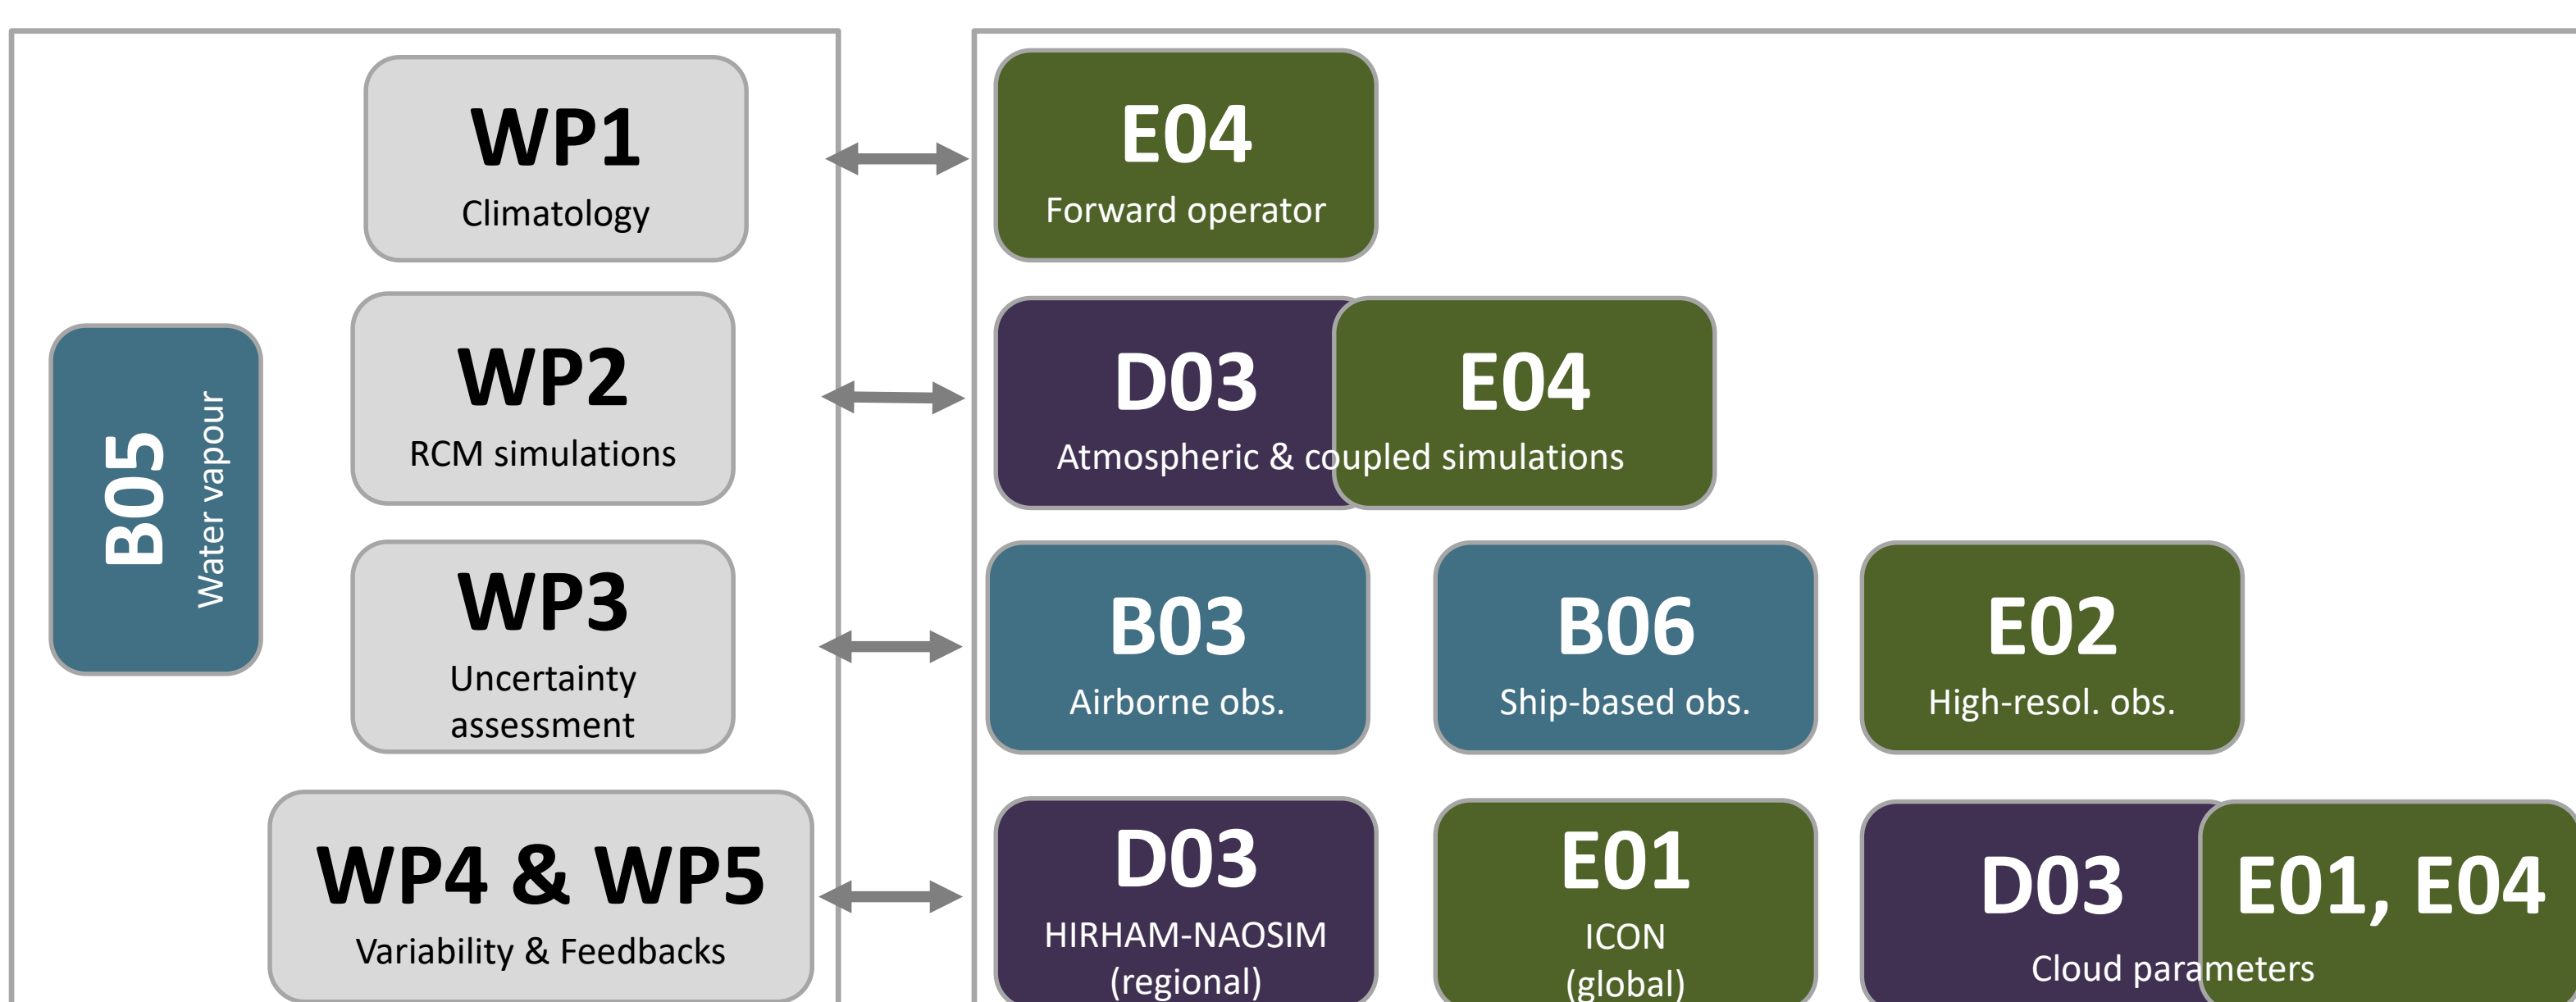 B05
Water vapour
WP1
Climatology
E04
Forward operator
WP2
RCM simulations
D03
E04
Atmospheric & coupled simulations
WP3
Uncertainty
assessment
B03
Airborne obs.
B06
Ship-based obs.
E02
High-resol. obs.
WP4 & WP5
Variability & Feedbacks
D03
HIRHAM-NAOSIM
(regional)
E01
ICON
(global)
D03
E01, E04
Cloud parameters